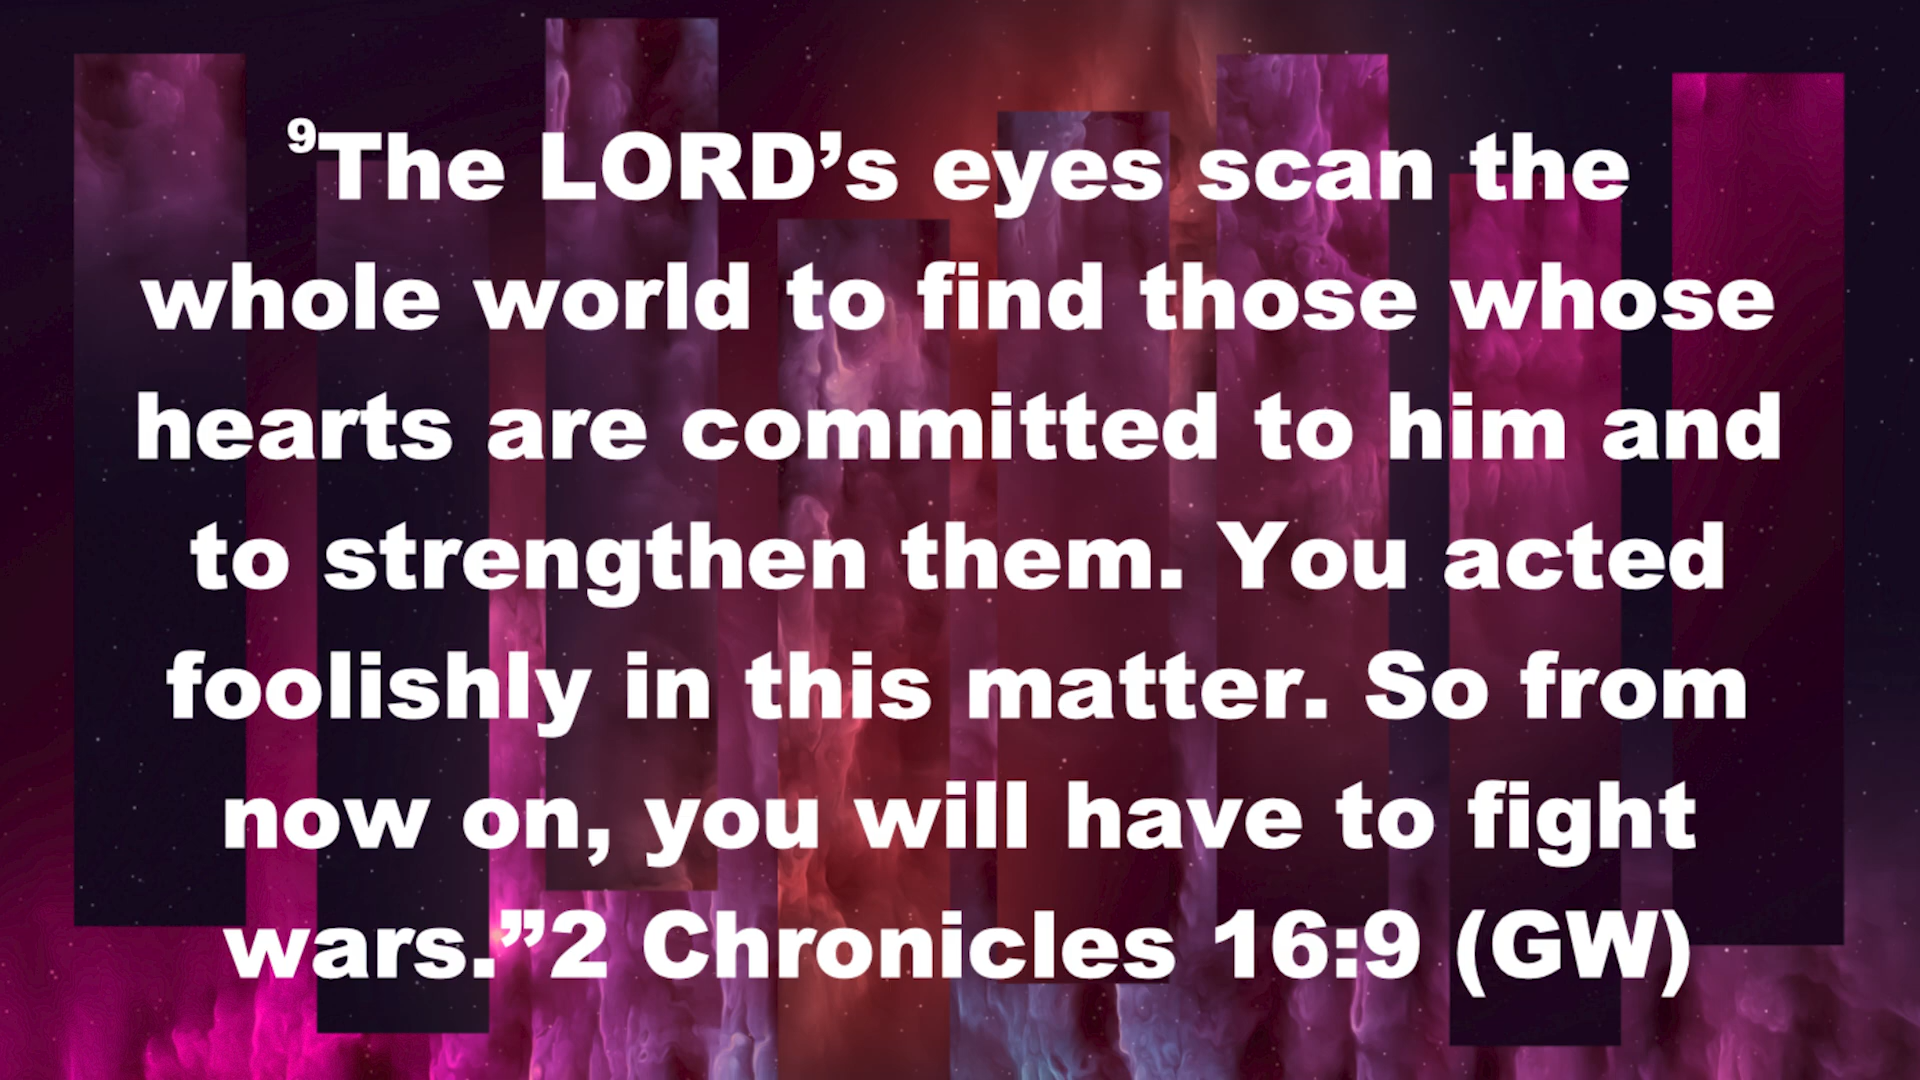 ⁹The LORD’s eyes scan the
whole world to find those whose
hearts are committed to him and
to strengthen them. You acted
foolishly in this matter. So from
now on, you will have to fight
wars.”2 Chronicles 16:9 (GW)